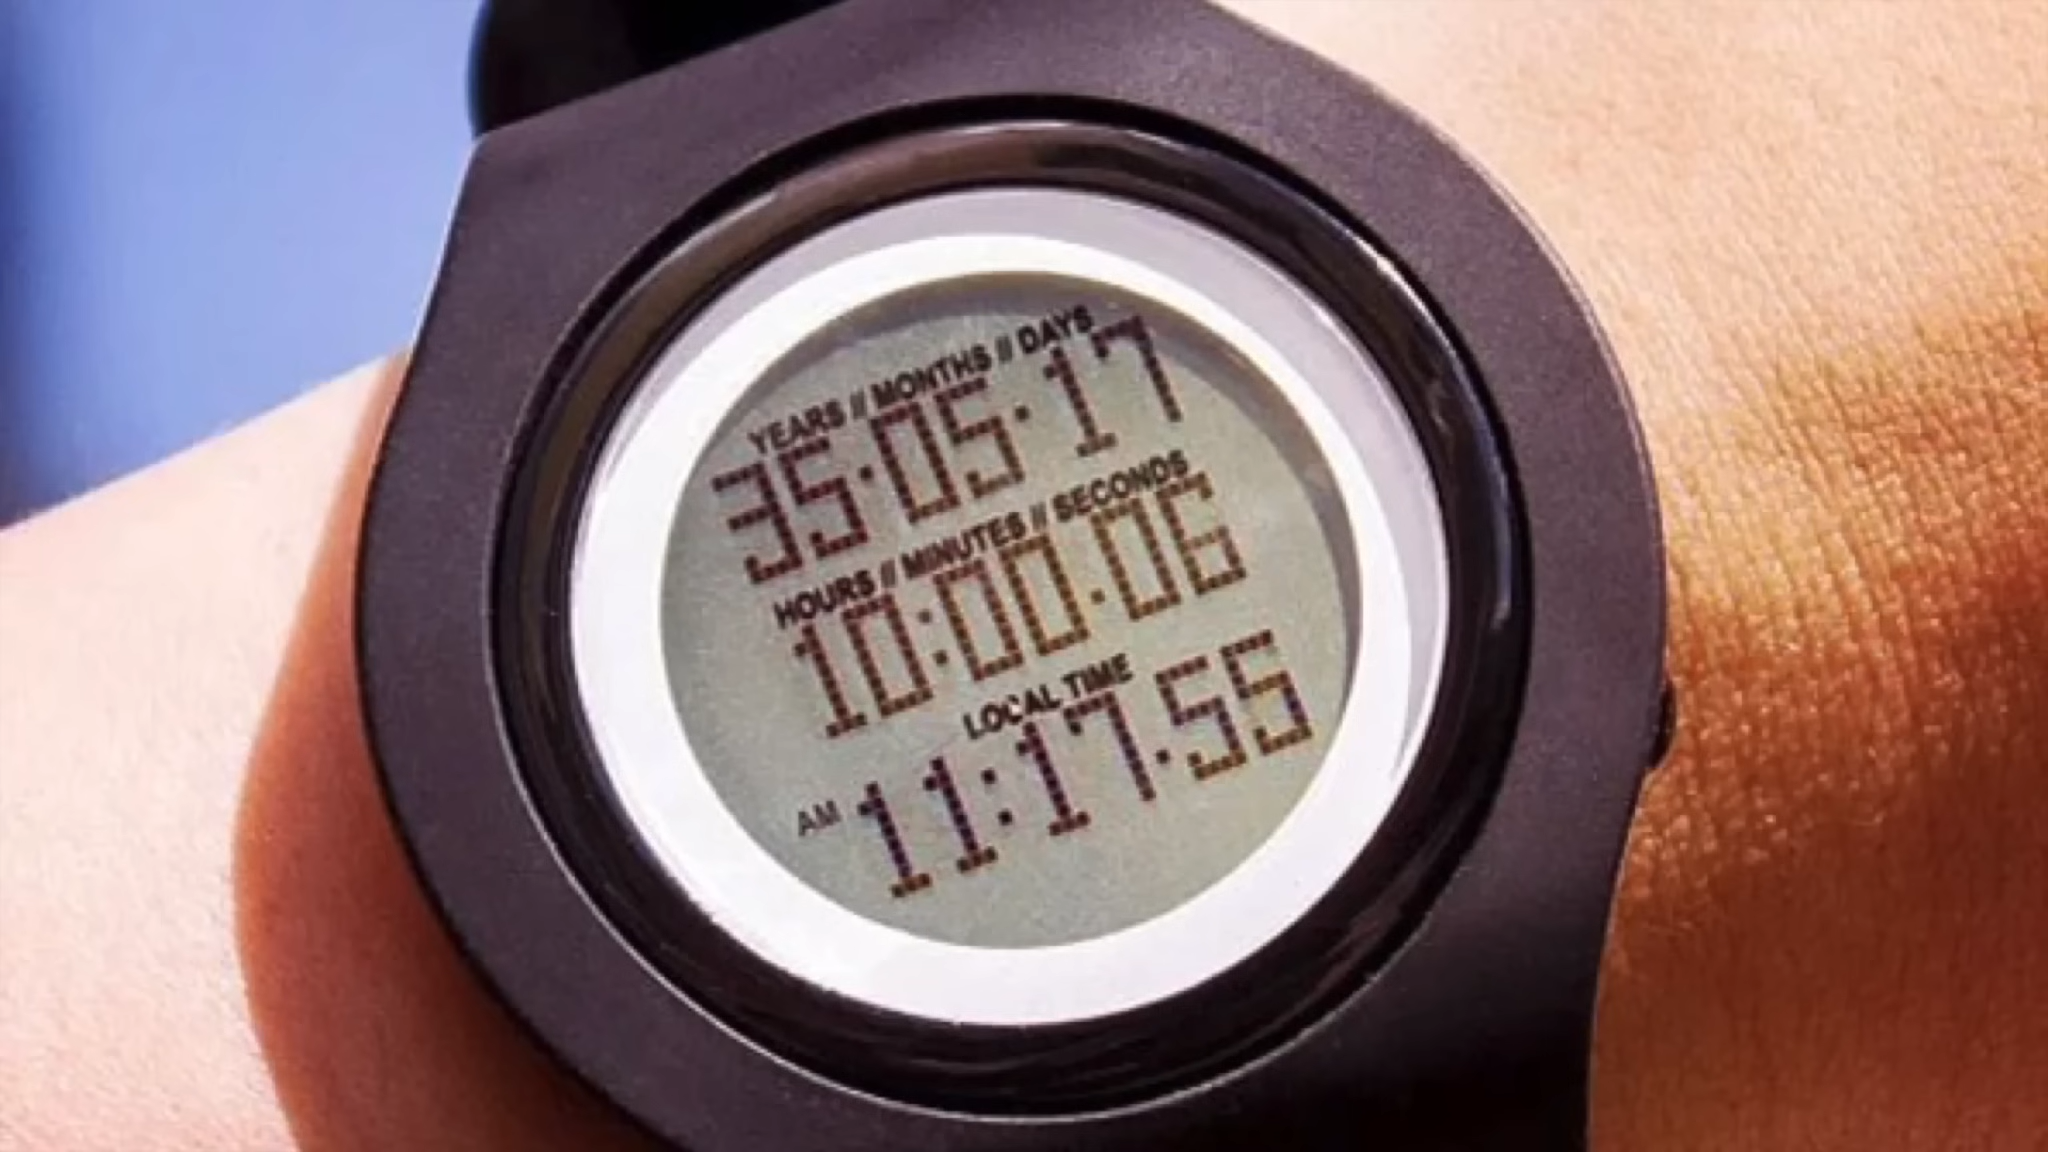 YEARS // MONTHS // DAYS
35·05·17
HOURS // MINUTES // SECONDS
10:00·06
LOCAL TIME
AM 11:17·55